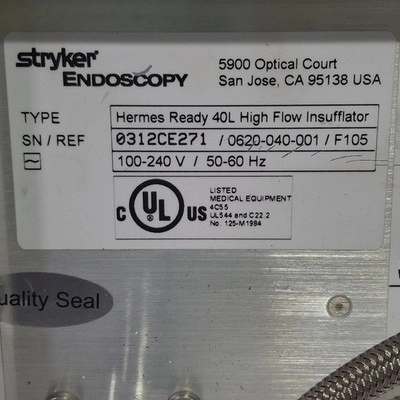 stryker®
ENDOSCOPY
5900 Optical Court
San Jose, CA 95138 USA
TYPE Hermes Ready 40L High Flow Insufflator
SN / REF 0312CE271 / 0620-040-001 / F105
100-240 V / 50-60 Hz
C UL US
®
LISTED
MEDICAL EQUIPMENT
4C55
UL544 and C22.2
No. 125-M1984
uality Seal